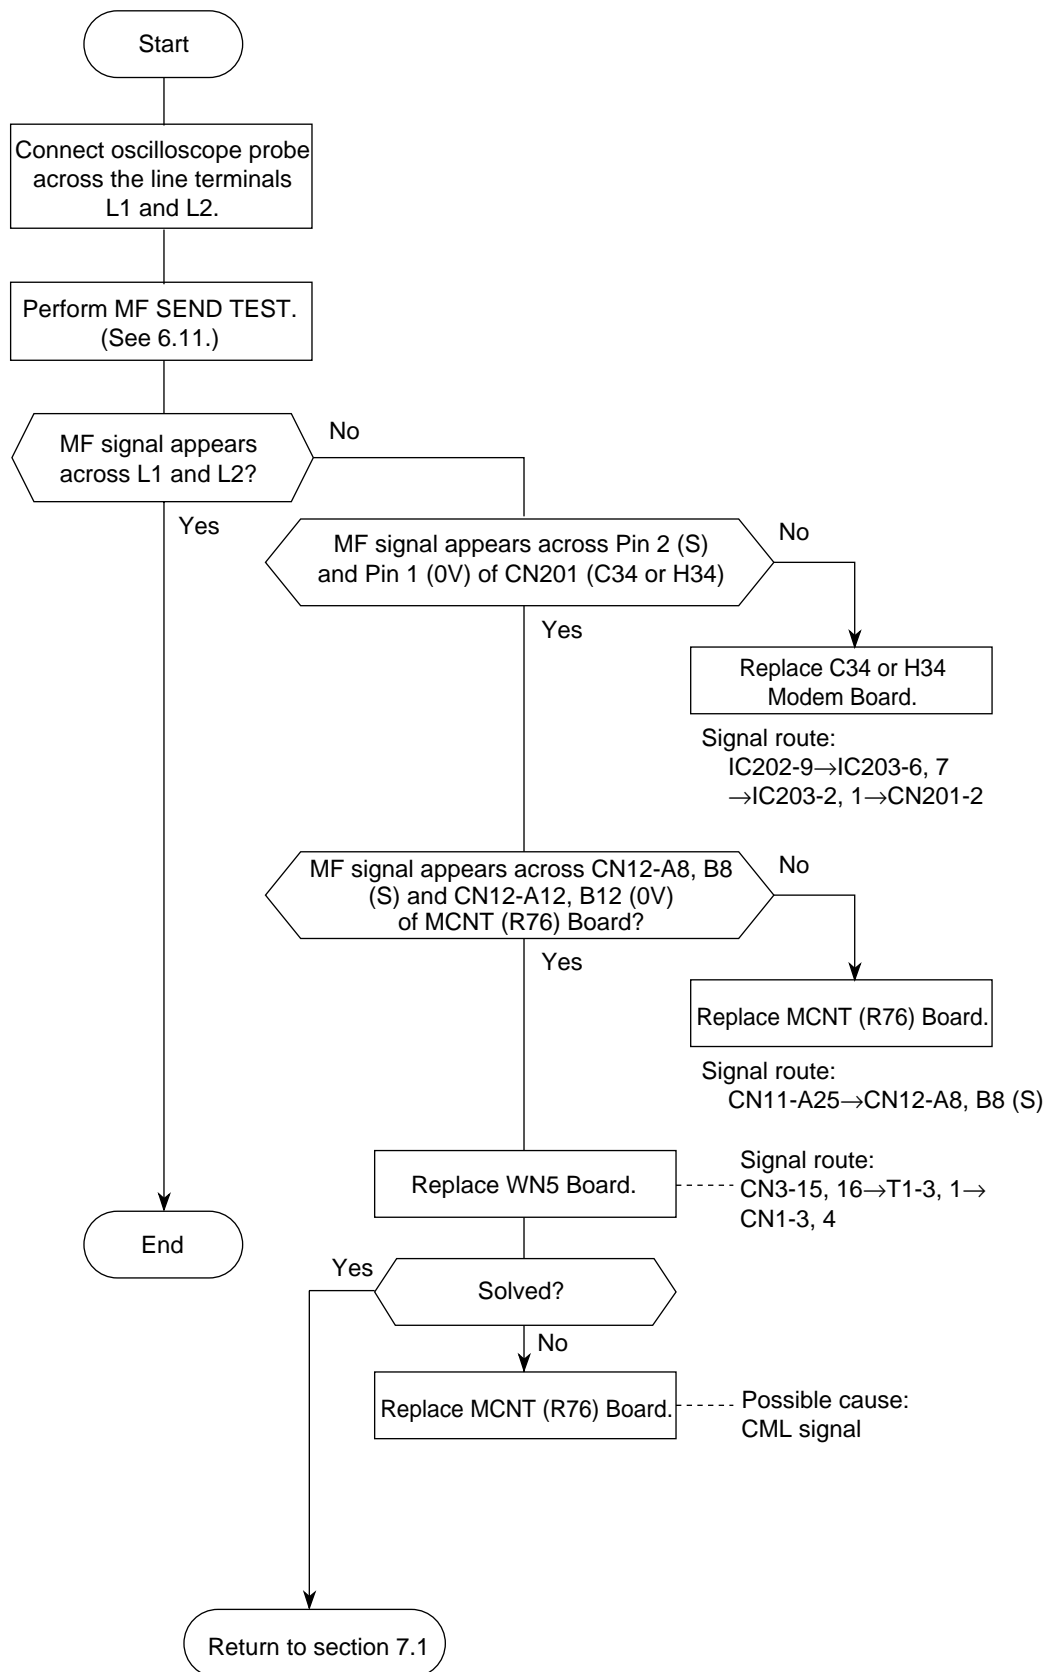 Start
Connect oscilloscope probe
across the line terminals
L1 and L2.
Perform MF SEND TEST.
(See 6.11.)
MF signal appears
across L1 and L2?
No
Yes
MF signal appears across Pin 2 (S)
and Pin 1 (0V) of CN201 (C34 or H34)
No
Yes
Replace C34 or H34
Modem Board.
Signal route:
IC202-9→IC203-6, 7
→IC203-2, 1→CN201-2
MF signal appears across CN12-A8, B8
(S) and CN12-A12, B12 (0V)
of MCNT (R76) Board?
No
Yes
Replace MCNT (R76) Board.
Signal route:
CN11-A25→CN12-A8, B8 (S)
Replace WN5 Board.
Signal route:
CN3-15, 16→T1-3, 1→
CN1-3, 4
End
Yes
Solved?
No
Replace MCNT (R76) Board.
Possible cause:
CML signal
Return to section 7.1